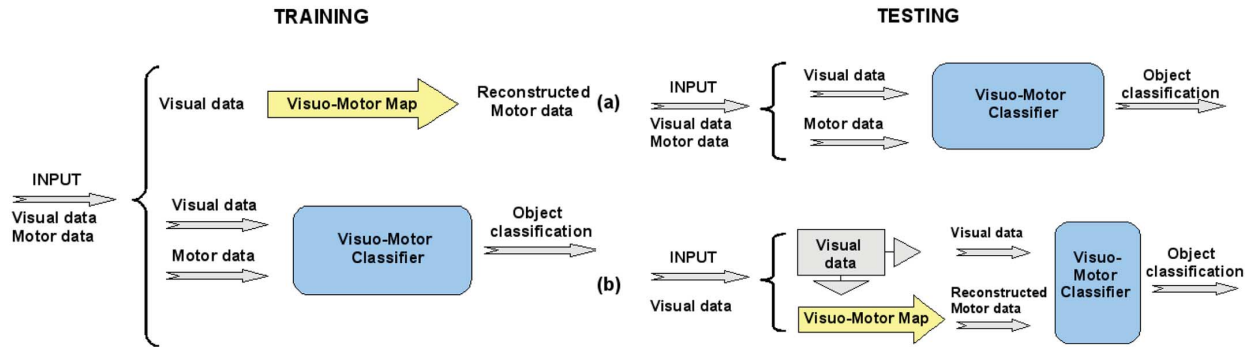 TRAINING
INPUT
Visual data
Motor data
Visual data
Visuo-Motor Map
Reconstructed
Motor data
Visual data
Motor data
Visuo-Motor
Classifier
Object
classification
TESTING
(a)
INPUT
Visual data
Motor data
Visual data
Motor data
Visuo-Motor
Classifier
Object
classification
(b)
INPUT
Visual data
Visual
data
Visuo-Motor Map
Visual data
Reconstructed
Motor data
Visuo-
Motor
Classifier
Object
classification